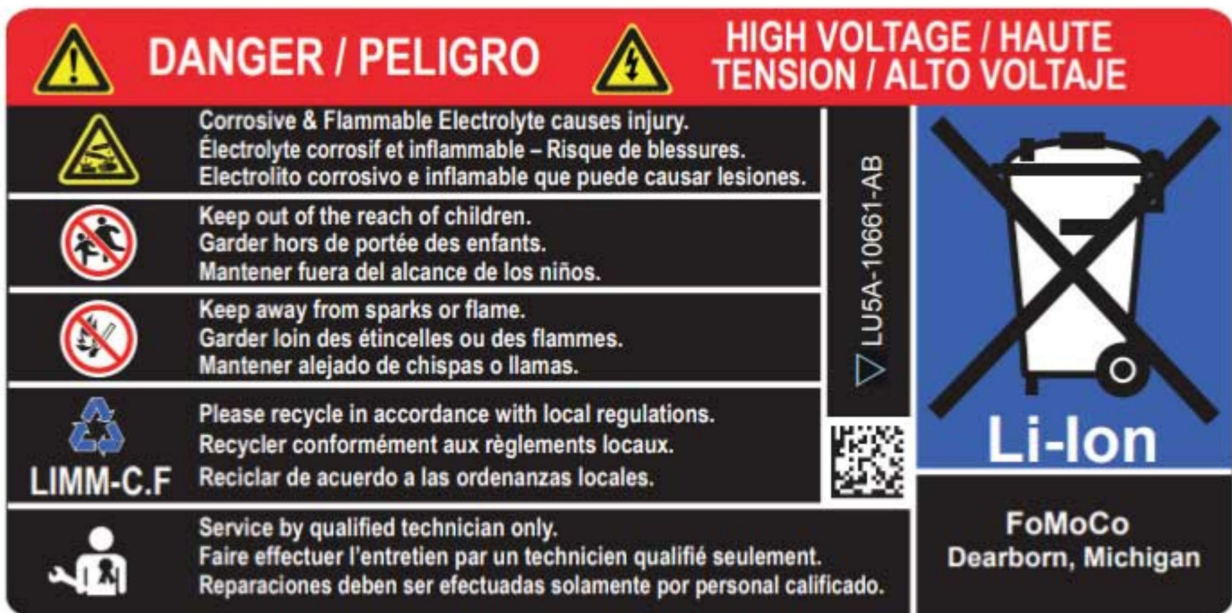 DANGER / PELIGRO
HIGH VOLTAGE / HAUTE
TENSION / ALTO VOLTAJE
Corrosive & Flammable Electrolyte causes injury.
Électrolyte corrosif et inflammable – Risque de blessures.
Electrolito corrosivo e inflamable que puede causar lesiones.
Keep out of the reach of children.
Garder hors de portée des enfants.
Mantener fuera del alcance de los niños.
Keep away from sparks or flame.
Garder loin des étincelles ou des flammes.
Mantener alejado de chispas o llamas.
LIMM-C.F
Please recycle in accordance with local regulations.
Recycler conformément aux règlements locaux.
Reciclar de acuerdo a las ordenanzas locales.
Service by qualified technician only.
Faire effectuer l'entretien par un technicien qualifié seulement.
Reparaciones deben ser efectuadas solamente por personal calificado.
LU5A-10661-AB
Li-Ion
FoMoCo
Dearborn, Michigan